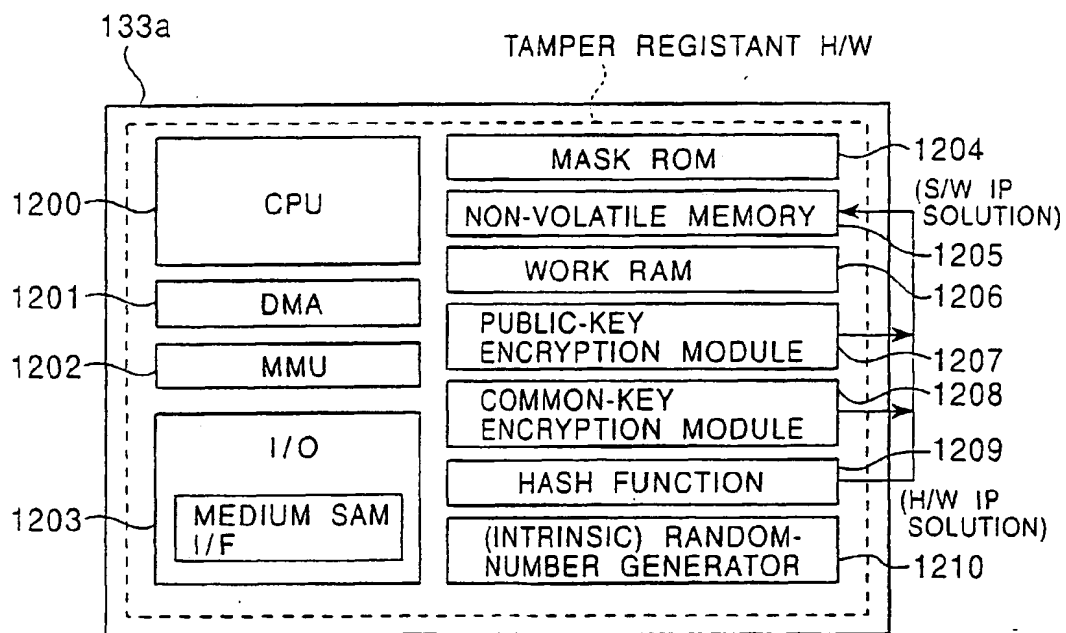 133a
TAMPER REGISTANT H/W
CPU
1200
DMA
1201
MMU
1202
I/O
MEDIUM SAM
I/F
1203
MASK ROM
1204
(S/W IP
SOLUTION)
NON-VOLATILE MEMORY
1205
WORK RAM
1206
PUBLIC-KEY
ENCRYPTION MODULE
1207
COMMON-KEY
ENCRYPTION MODULE
1208
HASH FUNCTION
1209
(H/W IP
SOLUTION)
(INTRINSIC) RANDOM-
NUMBER GENERATOR
1210